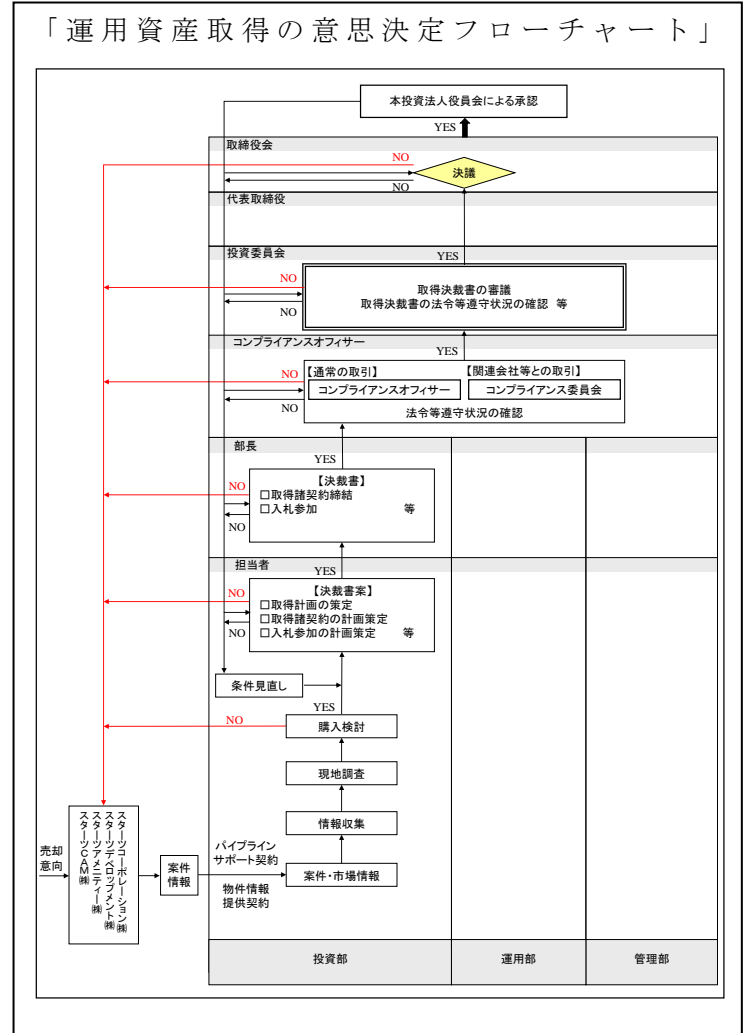 「運用資産取得の意思決定フローチャート」
本投資法人役員会による承認
YES
取締役会
NO
決議
NO
代表取締役
投資委員会
YES
NO
取得決裁書の審議
取得決裁書の法令等遵守状況の確認 等
NO
コンプライアンスオフィサー
YES
【通常の取引】
【関連会社等との取引】
NO
コンプライアンスオフィサー
コンプライアンス委員会
NO
法令等遵守状況の確認
部長
YES
【決裁書】
NO
□取得諸契約締結
□入札参加 等
NO
担当者
YES
【決裁書案】
NO
□取得計画の策定
□取得諸契約の計画策定
□入札参加の計画策定 等
NO
条件見直し
YES
NO
購入検討
現地調査
情報収集
売却
意向
スターツコーポレーション㈱
スターツデベロップメント㈱
スターツアメニティー㈱
スターツCAM㈱
案件
情報
パイプライン
サポート契約
物件情報
提供契約
案件・市場情報
投資部
運用部
管理部